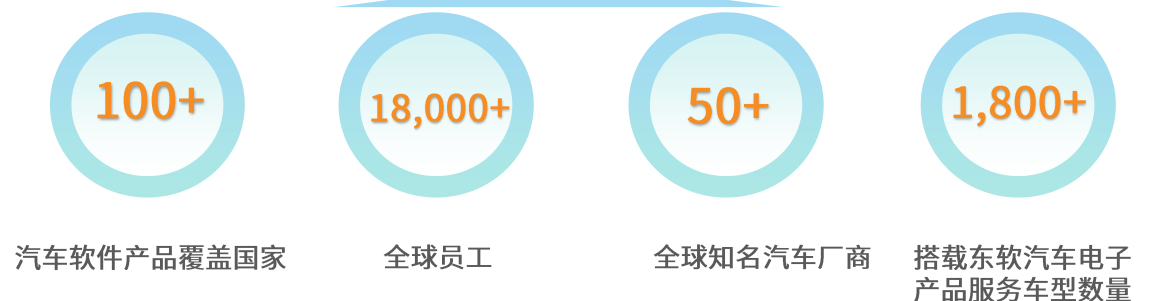 100+
18,000+
50+
1,800+
汽车软件产品覆盖国家
全球员工
全球知名汽车厂商
搭载东软汽车电子
产品服务车型数量